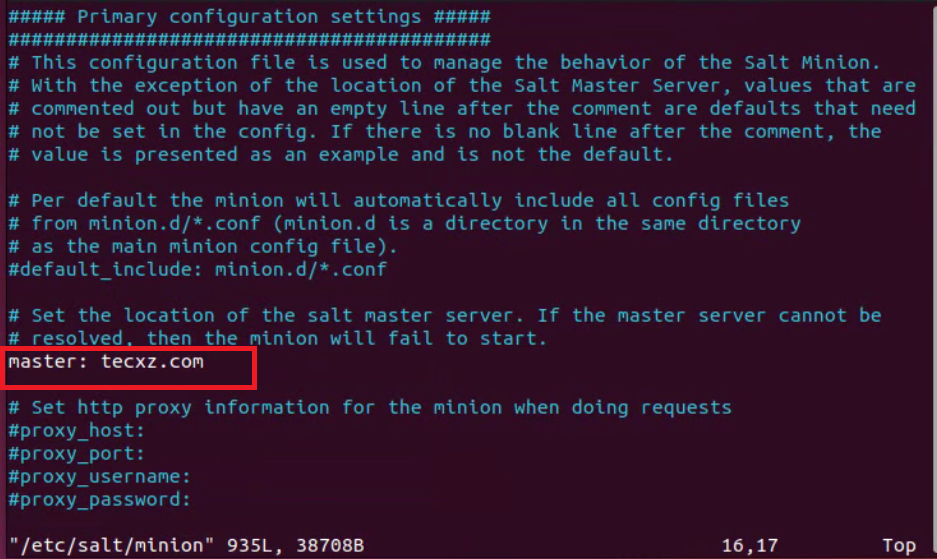 ##### Primary configuration settings #####
##########################################
# This configuration file is used to manage the behavior of the Salt Minion.
# With the exception of the location of the Salt Master Server, values that are
# commented out but have an empty line after the comment are defaults that need
# not be set in the config. If there is no blank line after the comment, the
# value is presented as an example and is not the default.
# Per default the minion will automatically include all config files
# from minion.d/*.conf (minion.d is a directory in the same directory
# as the main minion config file).
#default_include: minion.d/*.conf
# Set the location of the salt master server. If the master server cannot be
# resolved, then the minion will fail to start.
master: tecxz.com
# Set http proxy information for the minion when doing requests
#proxy_host:
#proxy_port:
#proxy_username:
#proxy_password:
"/etc/salt/minion" 935L, 38708B 16,17 Top